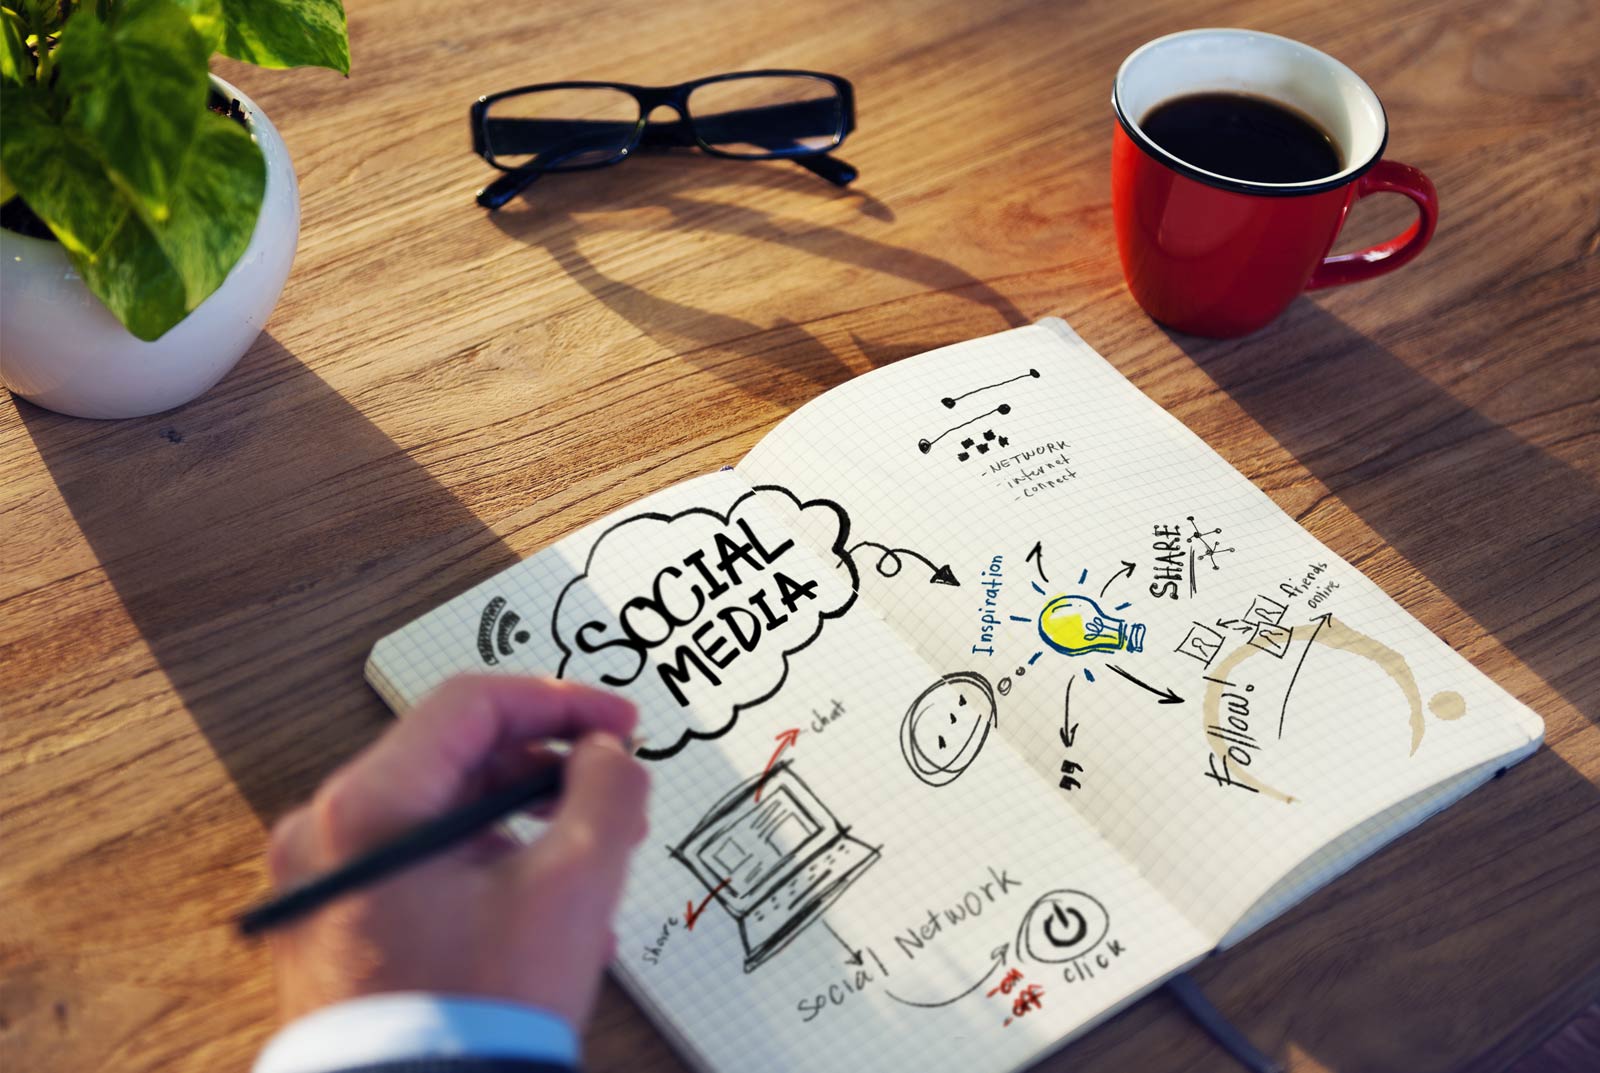 SOCIAL
MEDIA
chat
share
Social Network
click
-on
-off
-NETWORK
-internet
-connect
Inspiration
SHARE
friends
online
Follow!